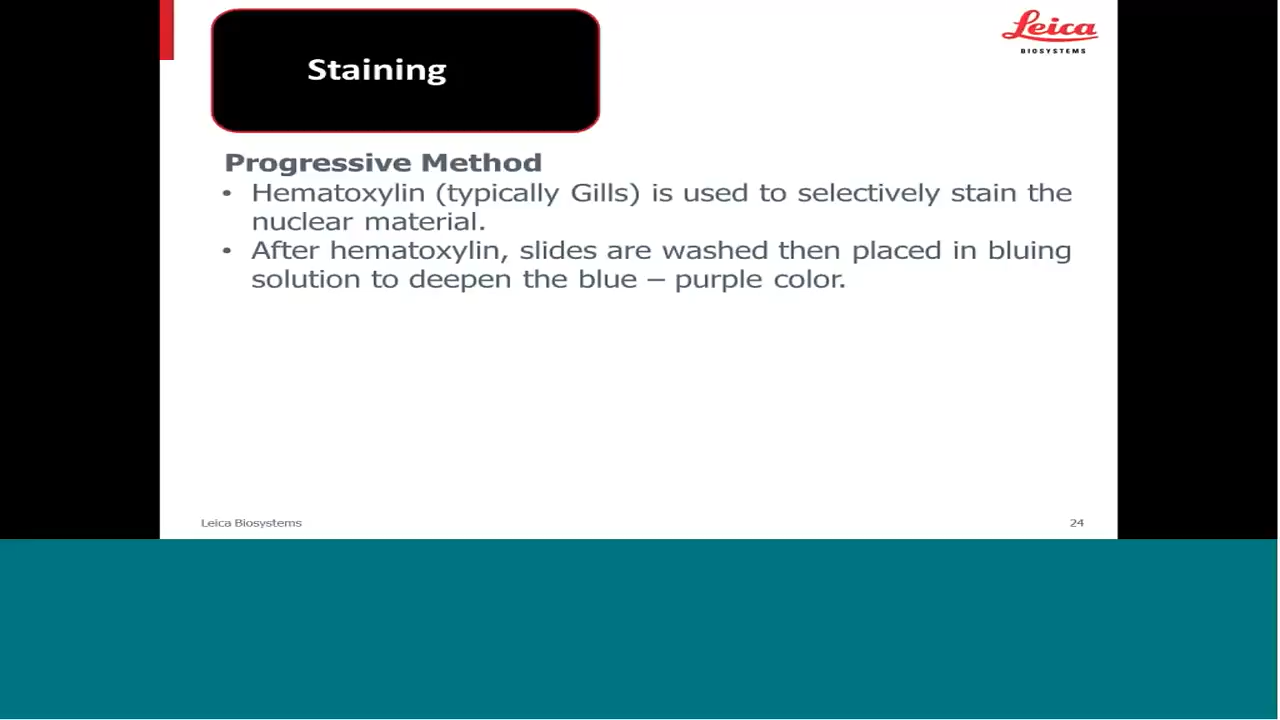 Staining
Leica
BIOSYSTEMS
Progressive Method
• Hematoxylin (typically Gills) is used to selectively stain the
nuclear material.
• After hematoxylin, slides are washed then placed in bluing
solution to deepen the blue – purple color.
Leica Biosystems
24